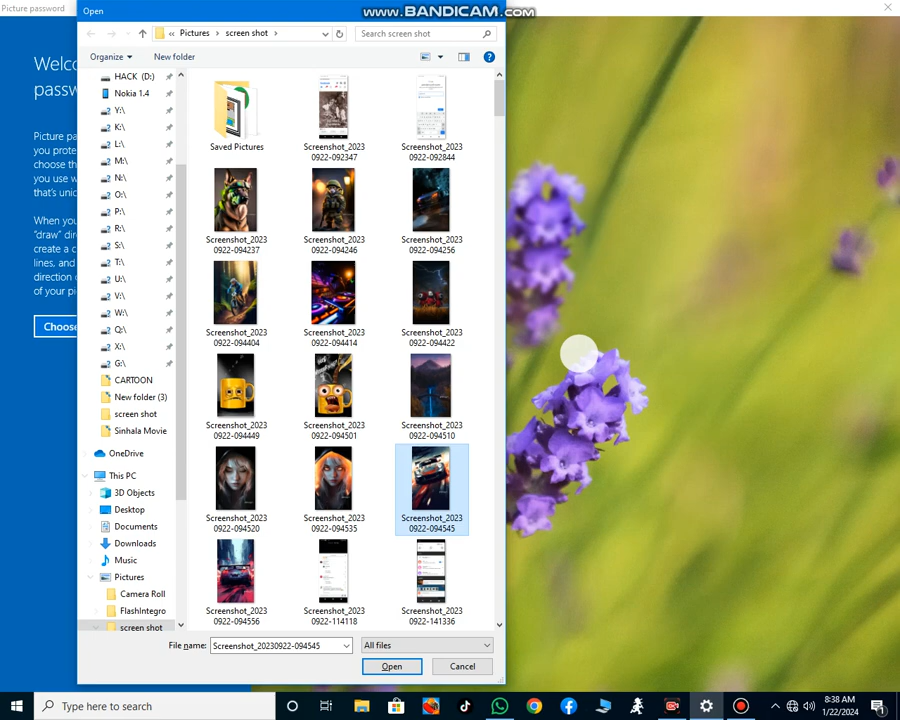 Picture password
Open
www.BANDICAM.com
Pictures
screen shot
Search screen shot
Organize
New folder
Welc
passw
Picture pa
you prote
choose th
you use w
that's uniq
When you
"draw" dir
create a c
lines, and
direction o
of your pi
Choose
HACK (D:)
Nokia 1.4
Y:\
K:\
L:\
M:\
N:\
O:\
P:\
R:\
S:\
T:\
U:\
V:\
W:\
Q:\
X:\
G:\
CARTOON
New folder (3)
screen shot
Sinhala Movie
OneDrive
This PC
3D Objects
Desktop
Documents
Downloads
Music
Pictures
Camera Roll
FlashIntegro
screen shot
Saved Pictures
Screenshot_2023
0922-092347
Screenshot_2023
0922-092844
Screenshot_2023
0922-094237
Screenshot_2023
0922-094246
Screenshot_2023
0922-094256
Screenshot_2023
0922-094404
Screenshot_2023
0922-094414
Screenshot_2023
0922-094422
Screenshot_2023
0922-094449
Screenshot_2023
0922-094501
Screenshot_2023
0922-094510
Screenshot_2023
0922-094520
Screenshot_2023
0922-094535
Screenshot_2023
0922-094545
Screenshot_2023
0922-094556
Screenshot_2023
0922-114118
Screenshot_2023
0922-141336
File name:
Screenshot_20230922-094545
All files
Open
Cancel
Type here to search
8:38 AM
1/22/2024
1